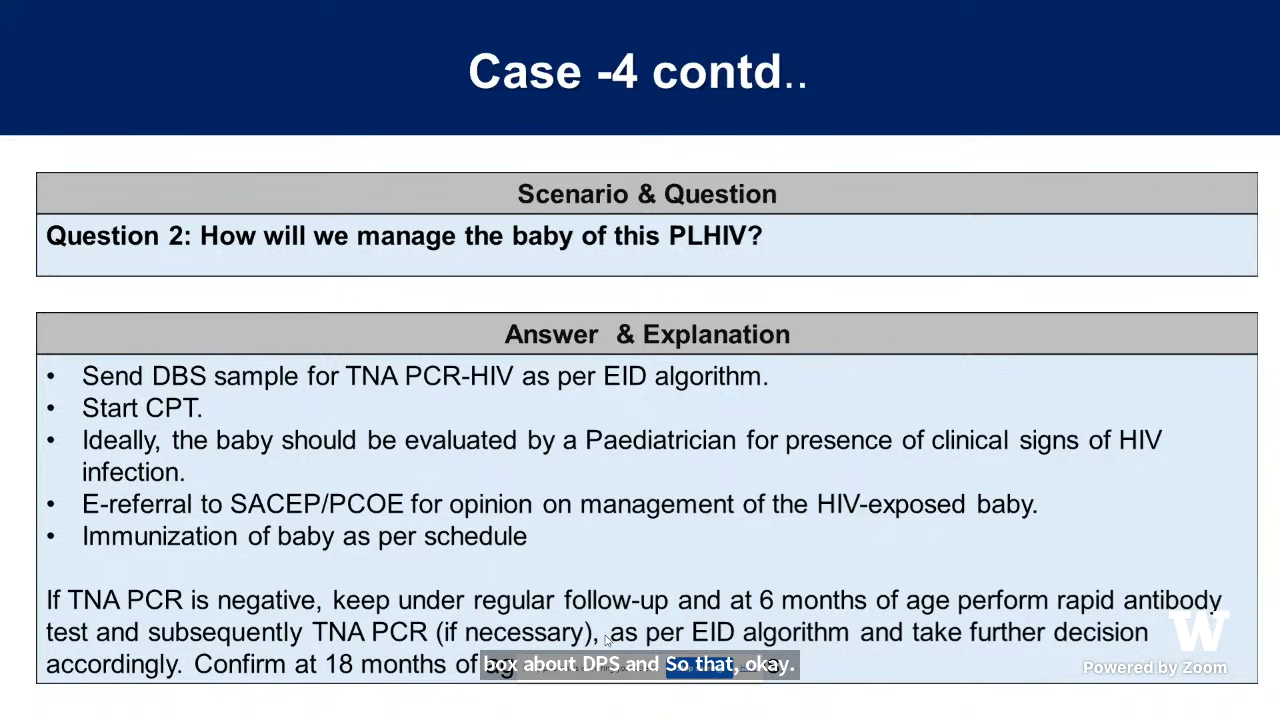 Case -4 contd..
Scenario & Question
Question 2: How will we manage the baby of this PLHIV?
Answer & Explanation
• Send DBS sample for TNA PCR-HIV as per EID algorithm.
• Start CPT.
• Ideally, the baby should be evaluated by a Paediatrician for presence of clinical signs of HIV
infection.
• E-referral to SACEP/PCOE for opinion on management of the HIV-exposed baby.
• Immunization of baby as per schedule
If TNA PCR is negative, keep under regular follow-up and at 6 months of age perform rapid antibody
test and subsequently TNA PCR (if necessary), as per EID algorithm and take further decision
accordingly. Confirm at 18 months of
box about DPS and So that, okay.
W
Powered by Zoom